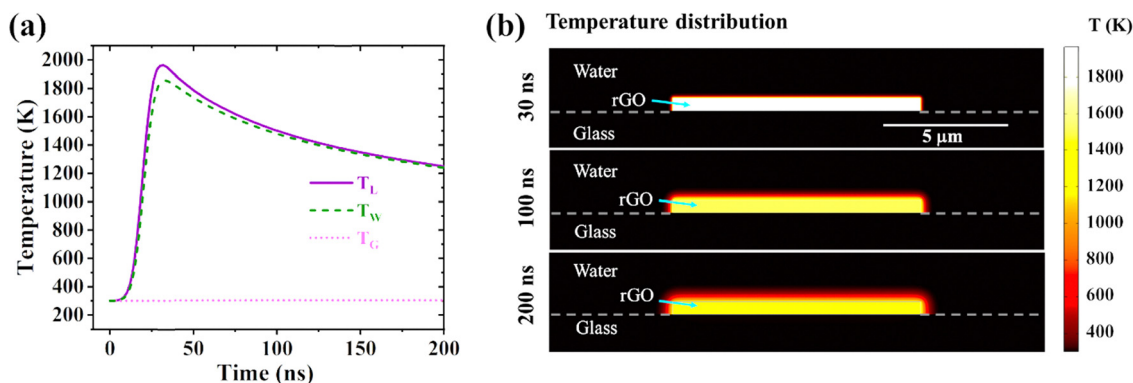 (a)
2000
1800
1600
1400
1200
1000
800
600
400
200
Temperature (K)
T_L
T_W
T_G
0
50
100
150
200
Time (ns)
(b) Temperature distribution
T (K)
30 ns
Water
rGO
Glass
5 µm
100 ns
Water
rGO
Glass
200 ns
Water
rGO
Glass
1800
1600
1400
1200
1000
800
600
400